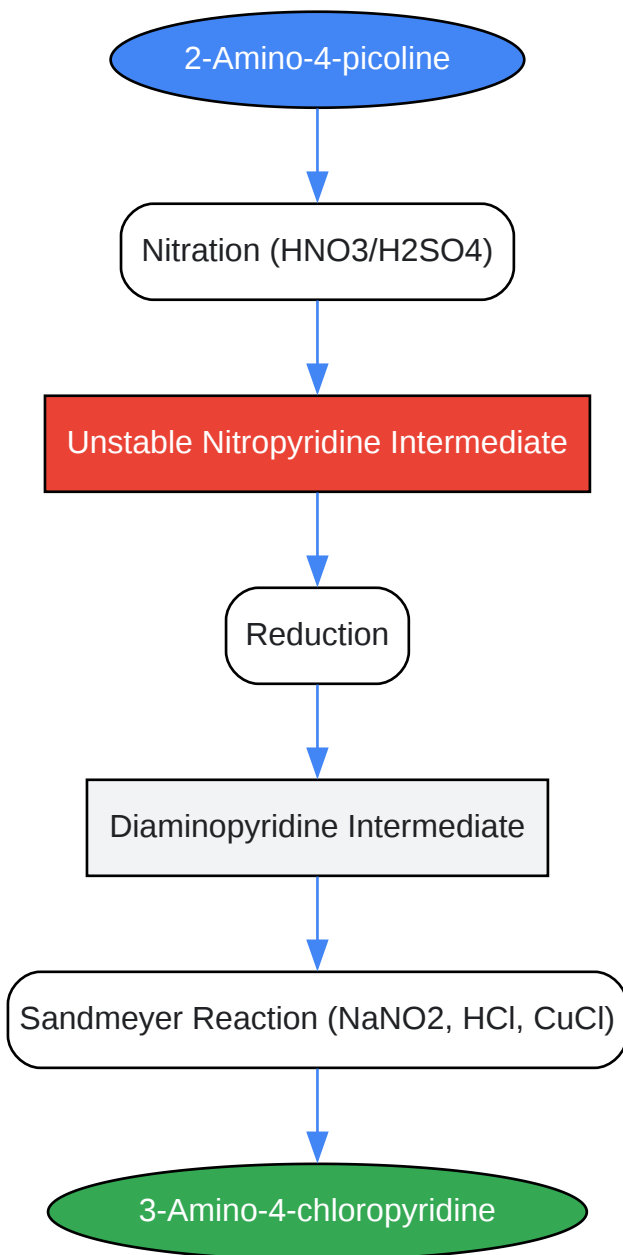 2-Amino-4-picoline
Nitration (HNO3/H2SO4)
Unstable Nitropyridine Intermediate
Reduction
Diaminopyridine Intermediate
Sandmeyer Reaction (NaNO2, HCl, CuCl)
3-Amino-4-chloropyridine